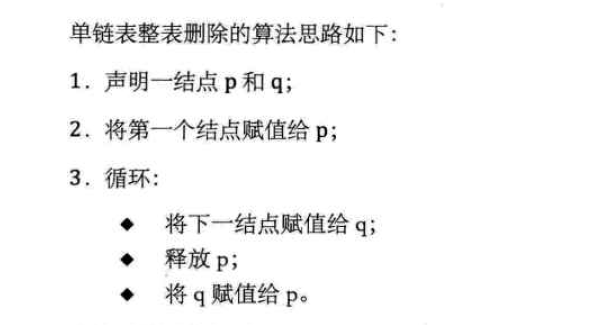 单链表整表删除的算法思路如下：
1. 声明一结点 p 和 q；
2. 将第一个结点赋值给 p；
3. 循环：
◆ 将下一结点赋值给 q；
◆ 释放 p；
◆ 将 q 赋值给 p。